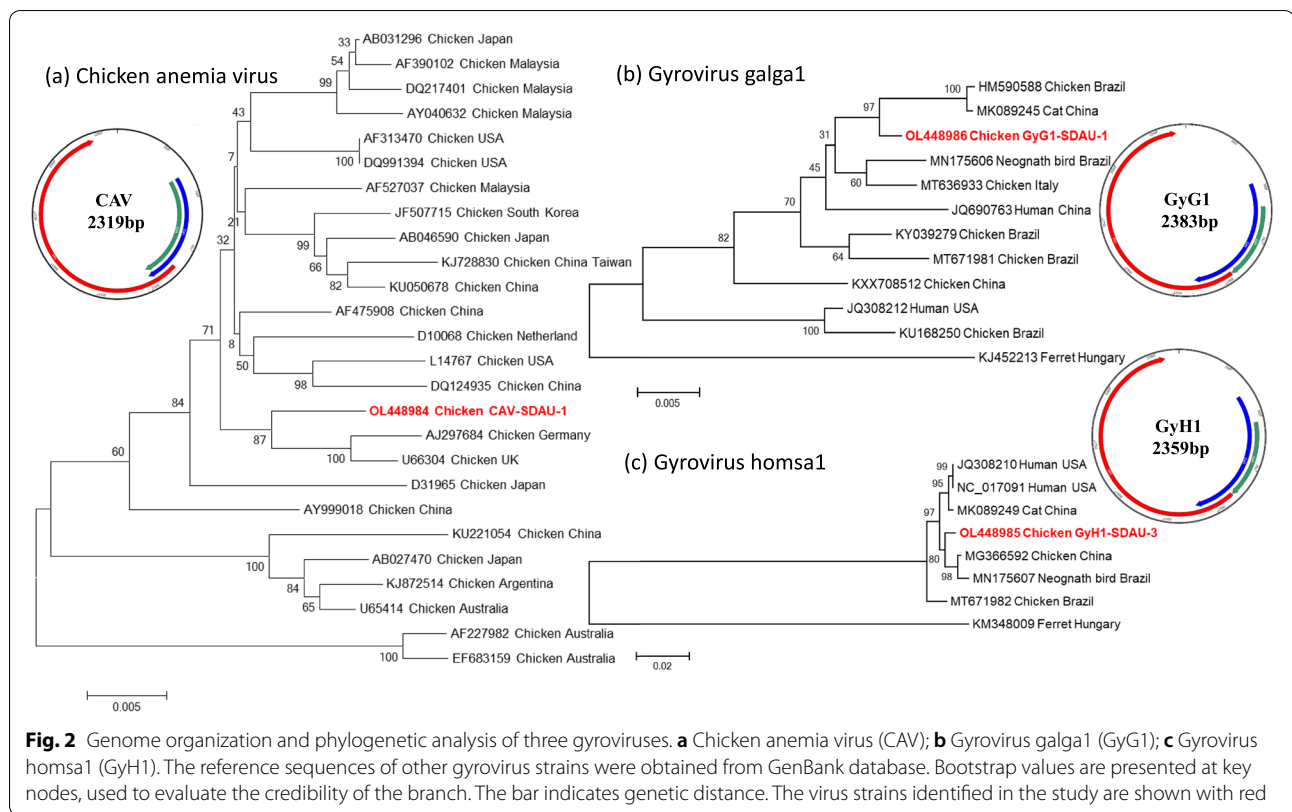 (a) Chicken anemia virus
CAV
2319bp
AB031296 Chicken Japan
AF390102 Chicken Malaysia
DQ217401 Chicken Malaysia
AY040632 Chicken Malaysia
AF313470 Chicken USA
DQ991394 Chicken USA
AF527037 Chicken Malaysia
JF507715 Chicken South Korea
AB046590 Chicken Japan
KJ728830 Chicken China Taiwan
KU050678 Chicken China
AF475908 Chicken China
D10068 Chicken Netherland
L14767 Chicken USA
DQ124935 Chicken China
OL448984 Chicken CAV-SDAU-1
AJ297684 Chicken Germany
U66304 Chicken UK
D31965 Chicken Japan
AY999018 Chicken China
KU221054 Chicken China
AB027470 Chicken Japan
KJ872514 Chicken Argentina
U65414 Chicken Australia
AF227982 Chicken Australia
EF683159 Chicken Australia
33
54
99
43
100
7
21
99
66
82
32
8
50
98
71
87
100
84
60
100
84
65
100
0.005
(b) Gyrovirus galga1
GyG1
2383bp
HM590588 Chicken Brazil
MK089245 Cat China
OL448986 Chicken GyG1-SDAU-1
MN175606 Neognath bird Brazil
MT636933 Chicken Italy
JQ690763 Human China
KY039279 Chicken Brazil
MT671981 Chicken Brazil
KXX708512 Chicken China
JQ308212 Human USA
KU168250 Chicken Brazil
KJ452213 Ferret Hungary
100
97
31
60
45
70
64
82
100
0.005
(c) Gyrovirus homsa1
GyH1
2359bp
JQ308210 Human USA
NC_017091 Human USA
MK089249 Cat China
OL448985 Chicken GyH1-SDAU-3
MG366592 Chicken China
MN175607 Neognath bird Brazil
MT671982 Chicken Brazil
KM348009 Ferret Hungary
99
95
97
80
98
0.02
Fig. 2 Genome organization and phylogenetic analysis of three gyroviruses. a Chicken anemia virus (CAV); b Gyrovirus galga1 (GyG1); c Gyrovirus
homsa1 (GyH1). The reference sequences of other gyrovirus strains were obtained from GenBank database. Bootstrap values are presented at key
nodes, used to evaluate the credibility of the branch. The bar indicates genetic distance. The virus strains identified in the study are shown with red